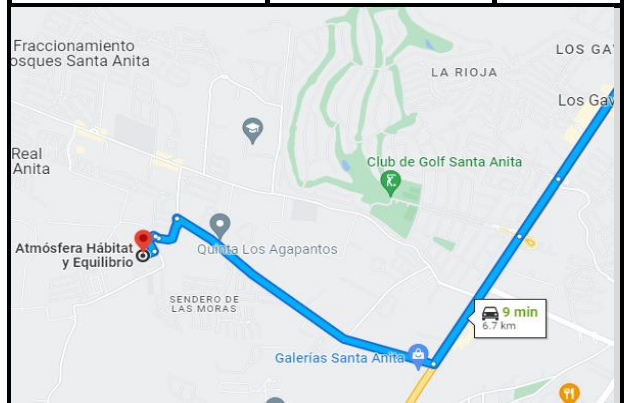 Fraccionamiento
osques Santa Anita
LOS GA
LA RIOJA
Los Gav
Real
Anita
Club de Golf Santa Anita
Atmósfera Hábitat
y Equilibrio
Quinta Los Agapantos
SENDERO DE
LAS MORAS
9 min
6.7 km
Galerías Santa Anita